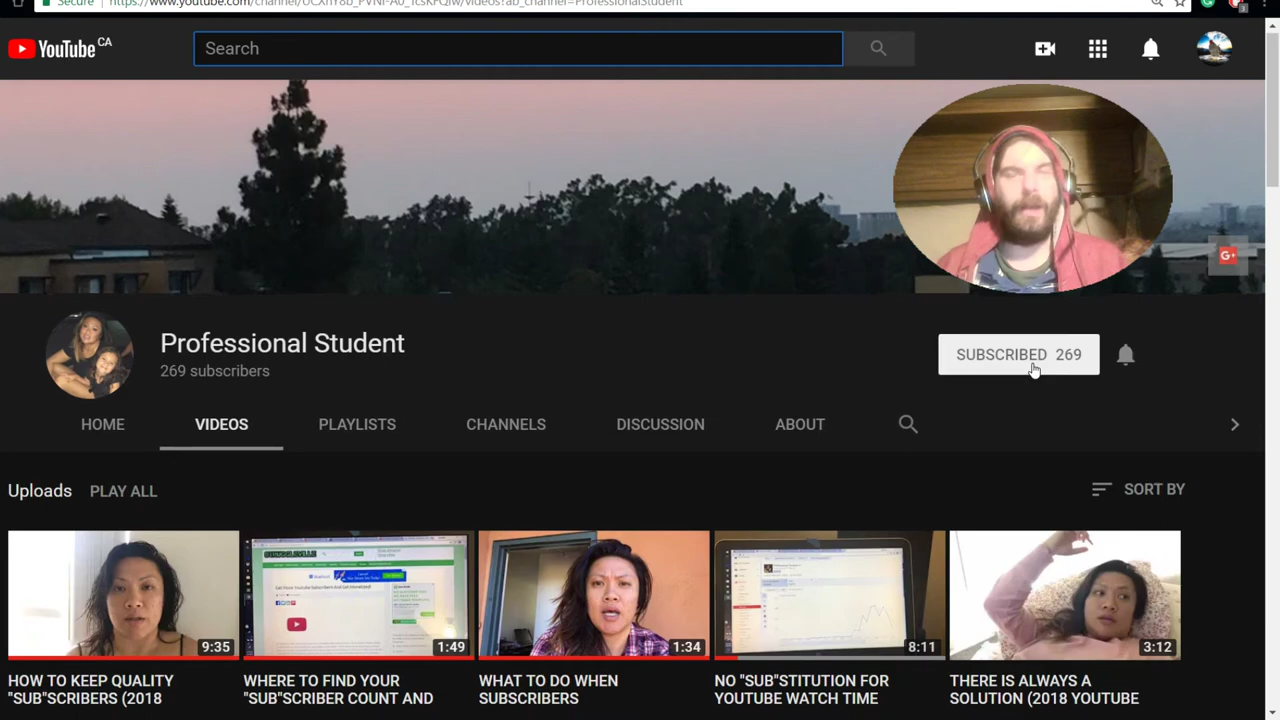 Secure
YouTube CA
Search
G+
Professional Student
269 subscribers
SUBSCRIBED 269
HOME VIDEOS PLAYLISTS CHANNELS DISCUSSION ABOUT
Uploads PLAY ALL
SORT BY
9:35 1:49 1:34 8:11 3:12
HOW TO KEEP QUALITY
"SUB"SCRIBERS (2018
WHERE TO FIND YOUR
"SUB"SCRIBER COUNT AND
WHAT TO DO WHEN
SUBSCRIBERS
NO "SUB"STITUTION FOR
YOUTUBE WATCH TIME
THERE IS ALWAYS A
SOLUTION (2018 YOUTUBE